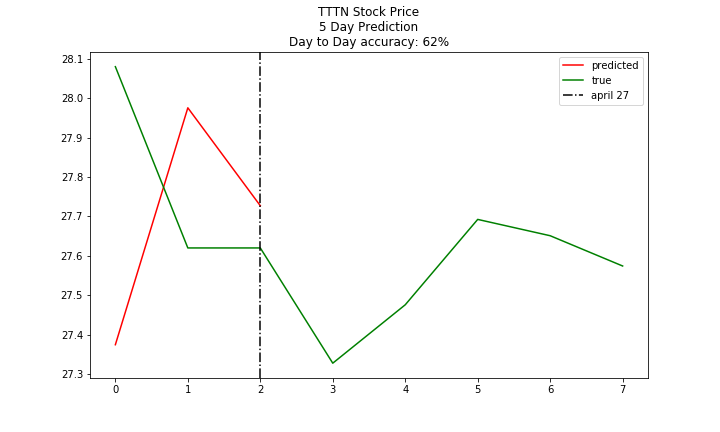 TTTN Stock Price
5 Day Prediction
Day to Day accuracy: 62%
predicted
true
april 27
28.1
28.0
27.9
27.8
27.7
27.6
27.5
27.4
27.3
0 1 2 3 4 5 6 7